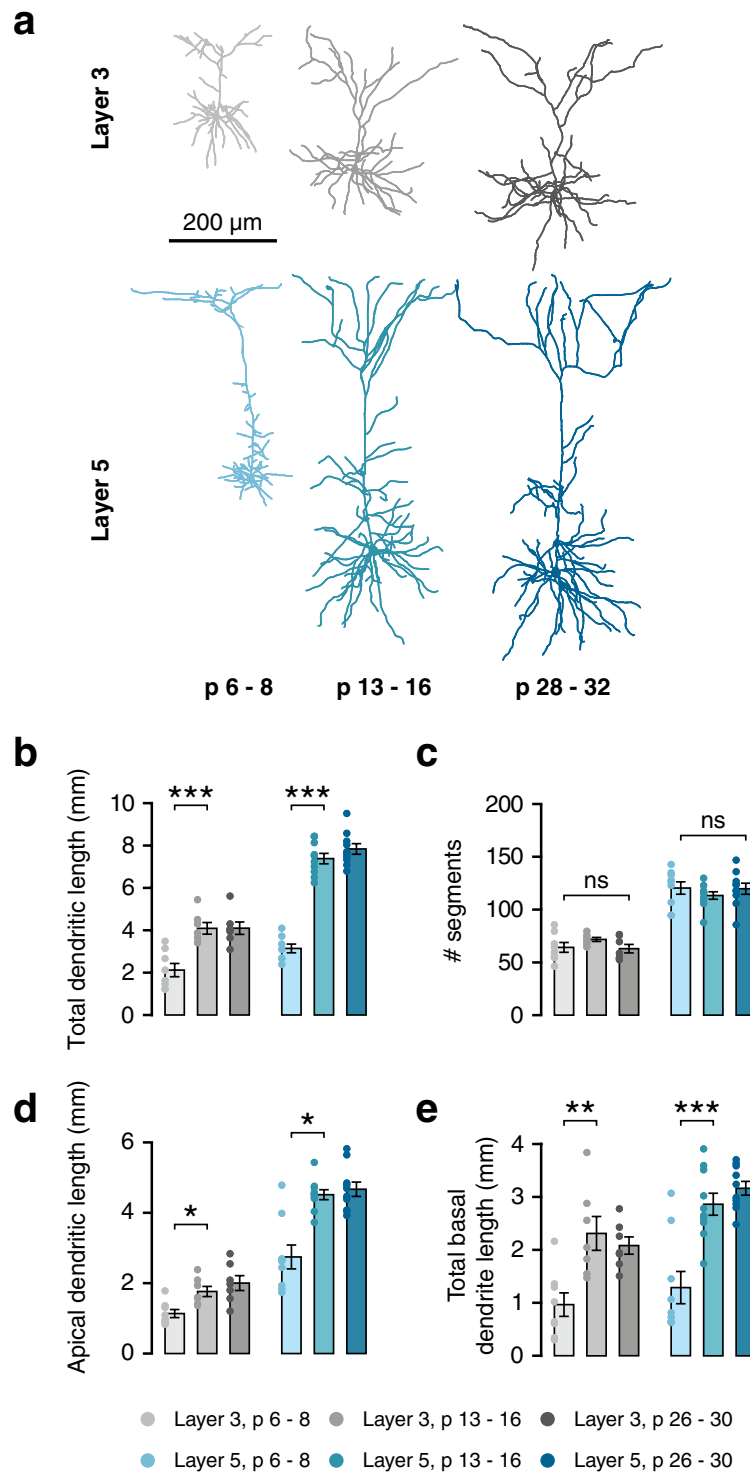 a
Layer 3
200 µm
Layer 5
p 6 - 8 p 13 - 16 p 28 - 32
b
Total dendritic length (mm)
10
8
6
4
2
0
*** ***
c
# segments
200
150
100
50
0
ns ns
d
Apical dendritic length (mm)
6
4
2
0
* *
e
Total basal
dendrite length (mm)
4
3
2
1
0
** ***
Layer 3, p 6 - 8 Layer 3, p 13 - 16 Layer 3, p 26 - 30
Layer 5, p 6 - 8 Layer 5, p 13 - 16 Layer 5, p 26 - 30